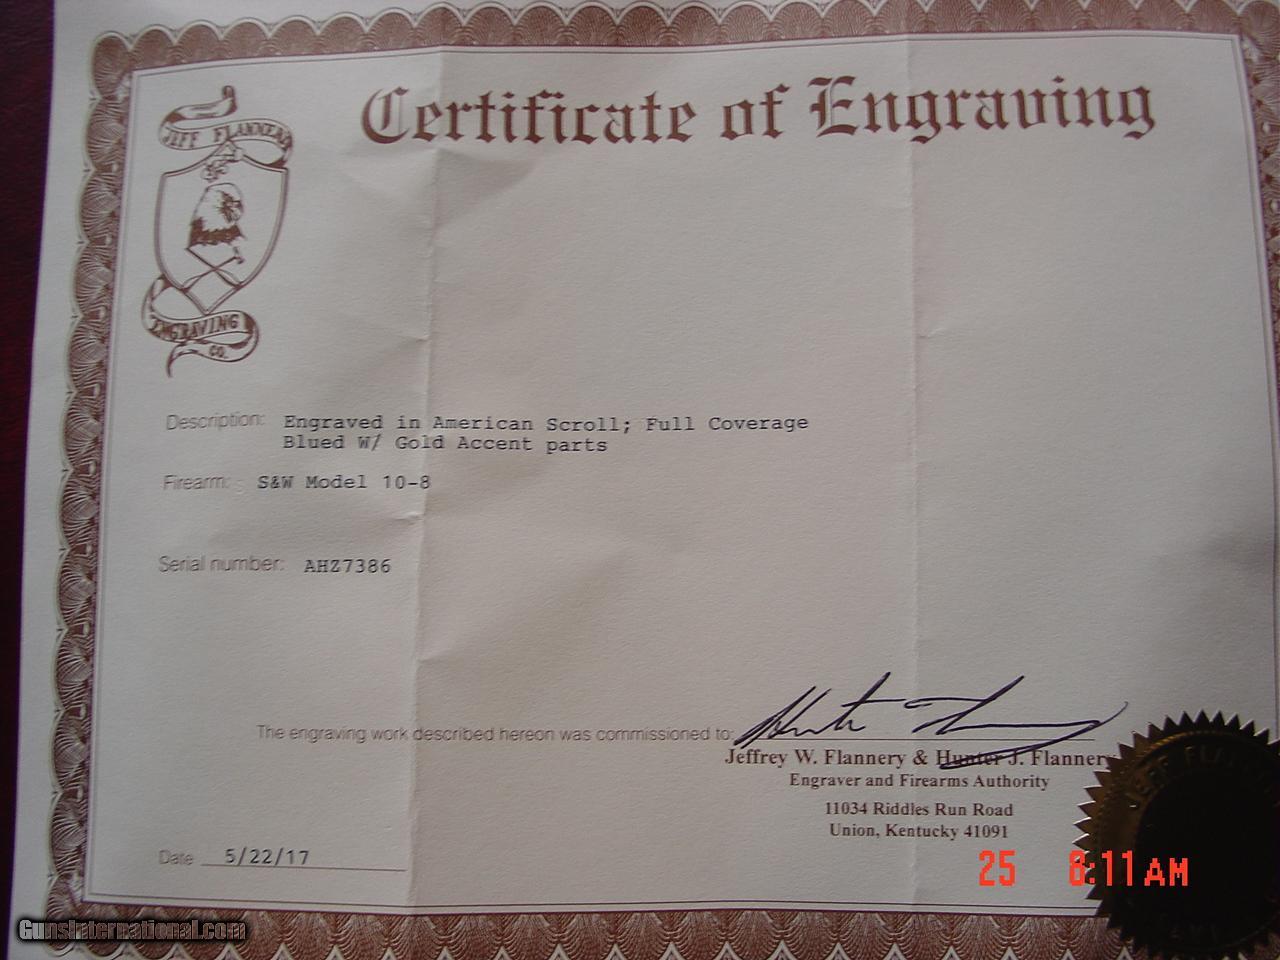 Certificate of Engraving
JEFF FLANNERY
ENGRAVING
CO.
Description: Engraved in American Scroll; Full Coverage
Blued W/ Gold Accent parts
Firearm: S&W Model 10-8
Serial number: AHZ7386
The engraving work described hereon was commissioned to:
Jeffrey W. Flannery & Hunter J. Flannery
Engraver and Firearms Authority
11034 Riddles Run Road
Union, Kentucky 41091
Date 5/22/17
JEFF FLAN
25 8:11AM
GunsInternational.com